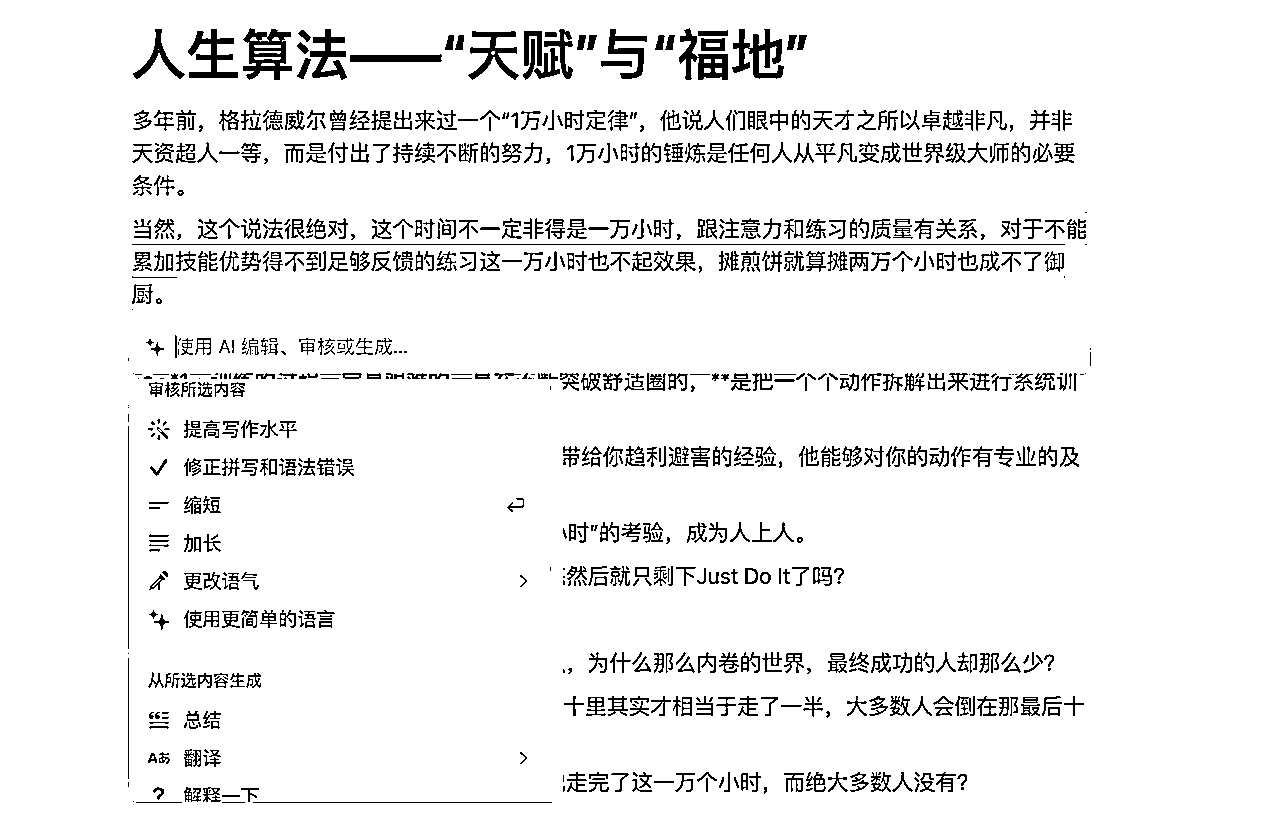 人生算法——“天赋”与“福地”
多年前，格拉德威尔曾经提出来过一个“1万小时定律”，他说人们眼中的天才之所以卓越非凡，并非
天资超人一等，而是付出了持续不断的努力，1万小时的锤炼是任何人从平凡变成世界级大师的必要
条件。
当然，这个说法很绝对，这个时间不一定非得是一万小时，跟注意力和练习的质量有关系，对于不能
累加技能优势得不到足够反馈的练习这一万小时也不起效果，摊煎饼就算摊两万个小时也成不了御
厨。
使用 AI 编辑、审核或生成...
突破舒适圈的，**是把一个个动作拆解出来进行系统训
审核所选内容
提高写作水平
带给你趋利避害的经验，他能够对你的动作有专业的及
修正拼写和语法错误
缩短
小时”的考验，成为人上人。
加长
然后就只剩下Just Do It了吗？
更改语气
使用更简单的语言
，为什么那么内卷的世界，最终成功的人却那么少？
从所选内容生成
十里其实才相当于走了一半，大多数人会倒在那最后十
总结
翻译
走完了这一万个小时，而绝大多数人没有？
解释一下